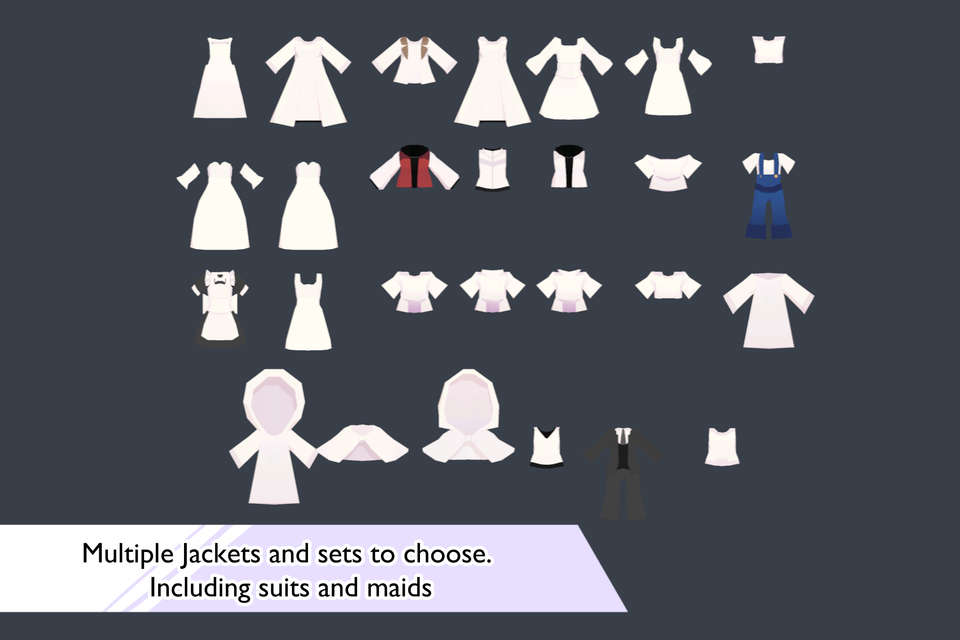 Multiple Jackets and sets to choose.
Including suits and maids